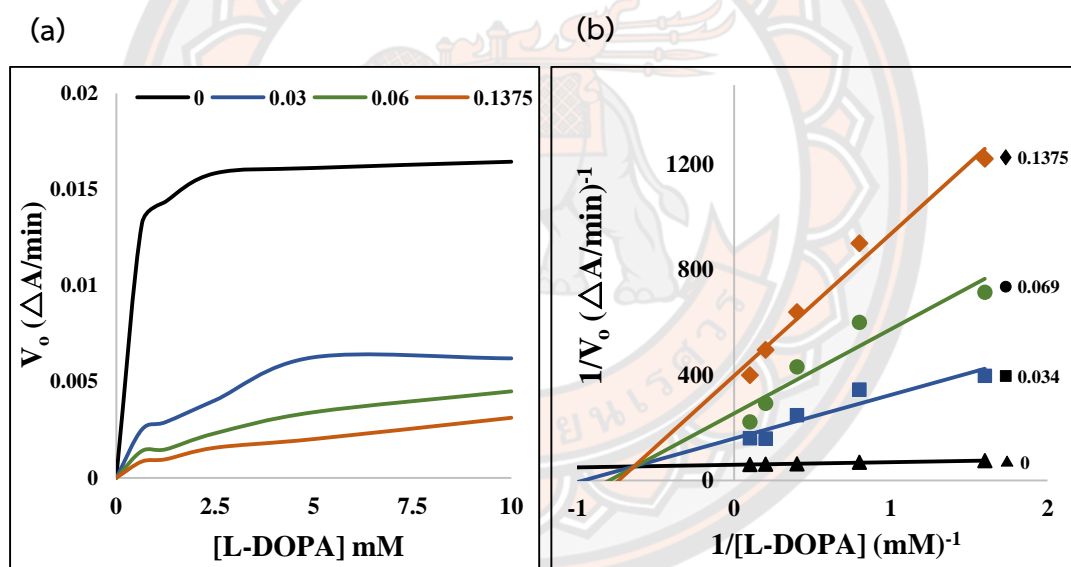 (a)
(b)
0 0.03 0.06 0.1375
0.02
0.015
0.01
0.005
0
V₀ (△A/min)
0 2.5 5 7.5 10
[L-DOPA] mM
1200
800
400
0
1/V₀ (△A/min)⁻¹
0.1375
0.069
0.034
0
-1 0 1 2
1/[L-DOPA] (mM)⁻¹